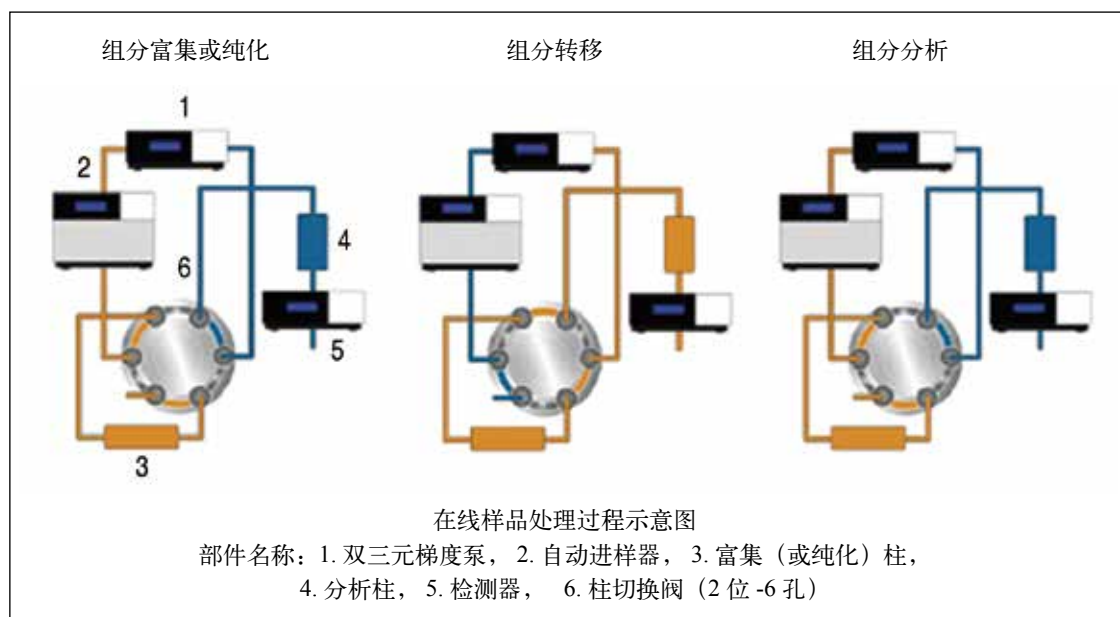 组分富集或纯化 组分转移 组分分析
1
2
4
6
5
3
在线样品处理过程示意图
部件名称：1. 双三元梯度泵， 2. 自动进样器， 3. 富集（或纯化）柱，
4. 分析柱， 5. 检测器， 6. 柱切换阀（2 位 -6 孔）